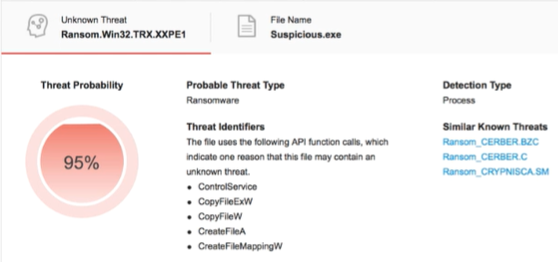 Unknown Threat
Ransom.Win32.TRX.XXPE1
File Name
Suspicious.exe
Threat Probability
95%
Probable Threat Type
Ransomware
Threat Identifiers
The file uses the following API function calls, which
indicate one reason that this file may contain an
unknown threat.
• ControlService
• CopyFileExW
• CopyFileW
• CreateFileA
• CreateFileMappingW
Detection Type
Process
Similar Known Threats
Ransom_CERBER.BZC
Ransom_CERBER.C
Ransom_CRYPNISCA.SM